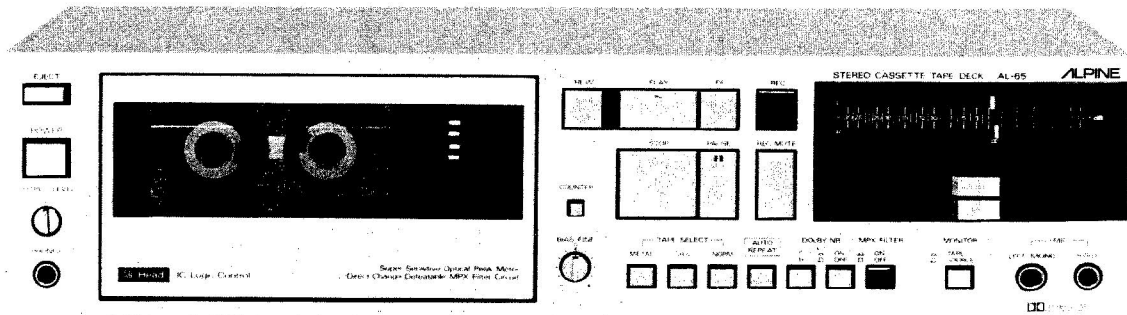 EJECT
POWER
REW
PLAY
REC
STEREO CASSETTE TAPE DECK AL-65 ALPINE
STOP
PAUSE
REC MUTE
COUNTER
BIAS FINE
TAPE SELECT
METAL
NORM
AUTO
REPEAT
DOLBY NR
ON
OFF
MPX FILTER
ON
OFF
MONITOR
TAPE
SOURCE
3 Head IC Logic Control
Super Sensitive Optical Peak Meter
Direct Change Defeatable MPX Filter Circuit